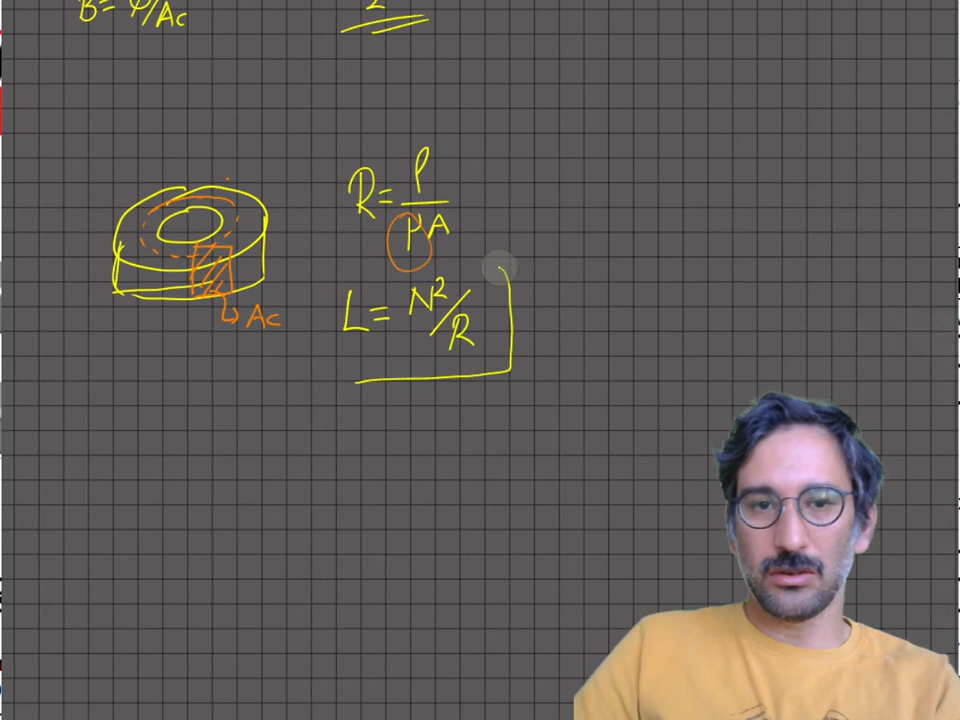 B = Φ/Ac
R = l/μA
L = N²/R
Ac